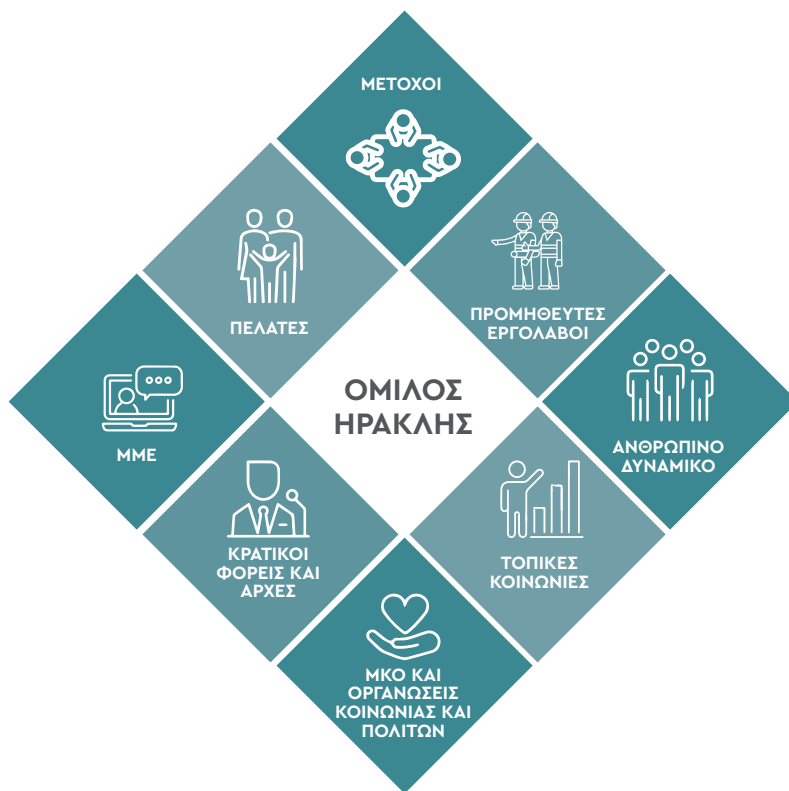 ΜΕΤΟΧΟΙ
ΠΕΛΑΤΕΣ
ΠΡΟΜΗΘΕΥΤΕΣ
ΕΡΓΟΛΑΒΟΙ
ΜΜΕ
ΟΜΙΛΟΣ
ΗΡΑΚΛΗΣ
ΑΝΘΡΩΠΙΝΟ
ΔΥΝΑΜΙΚΟ
ΚΡΑΤΙΚΟΙ
ΦΟΡΕΙΣ ΚΑΙ
ΑΡΧΕΣ
ΤΟΠΙΚΕΣ
ΚΟΙΝΩΝΙΕΣ
ΜΚΟ ΚΑΙ
ΟΡΓΑΝΩΣΕΙΣ
ΚΟΙΝΩΝΙΑΣ ΚΑΙ
ΠΟΛΙΤΩΝ